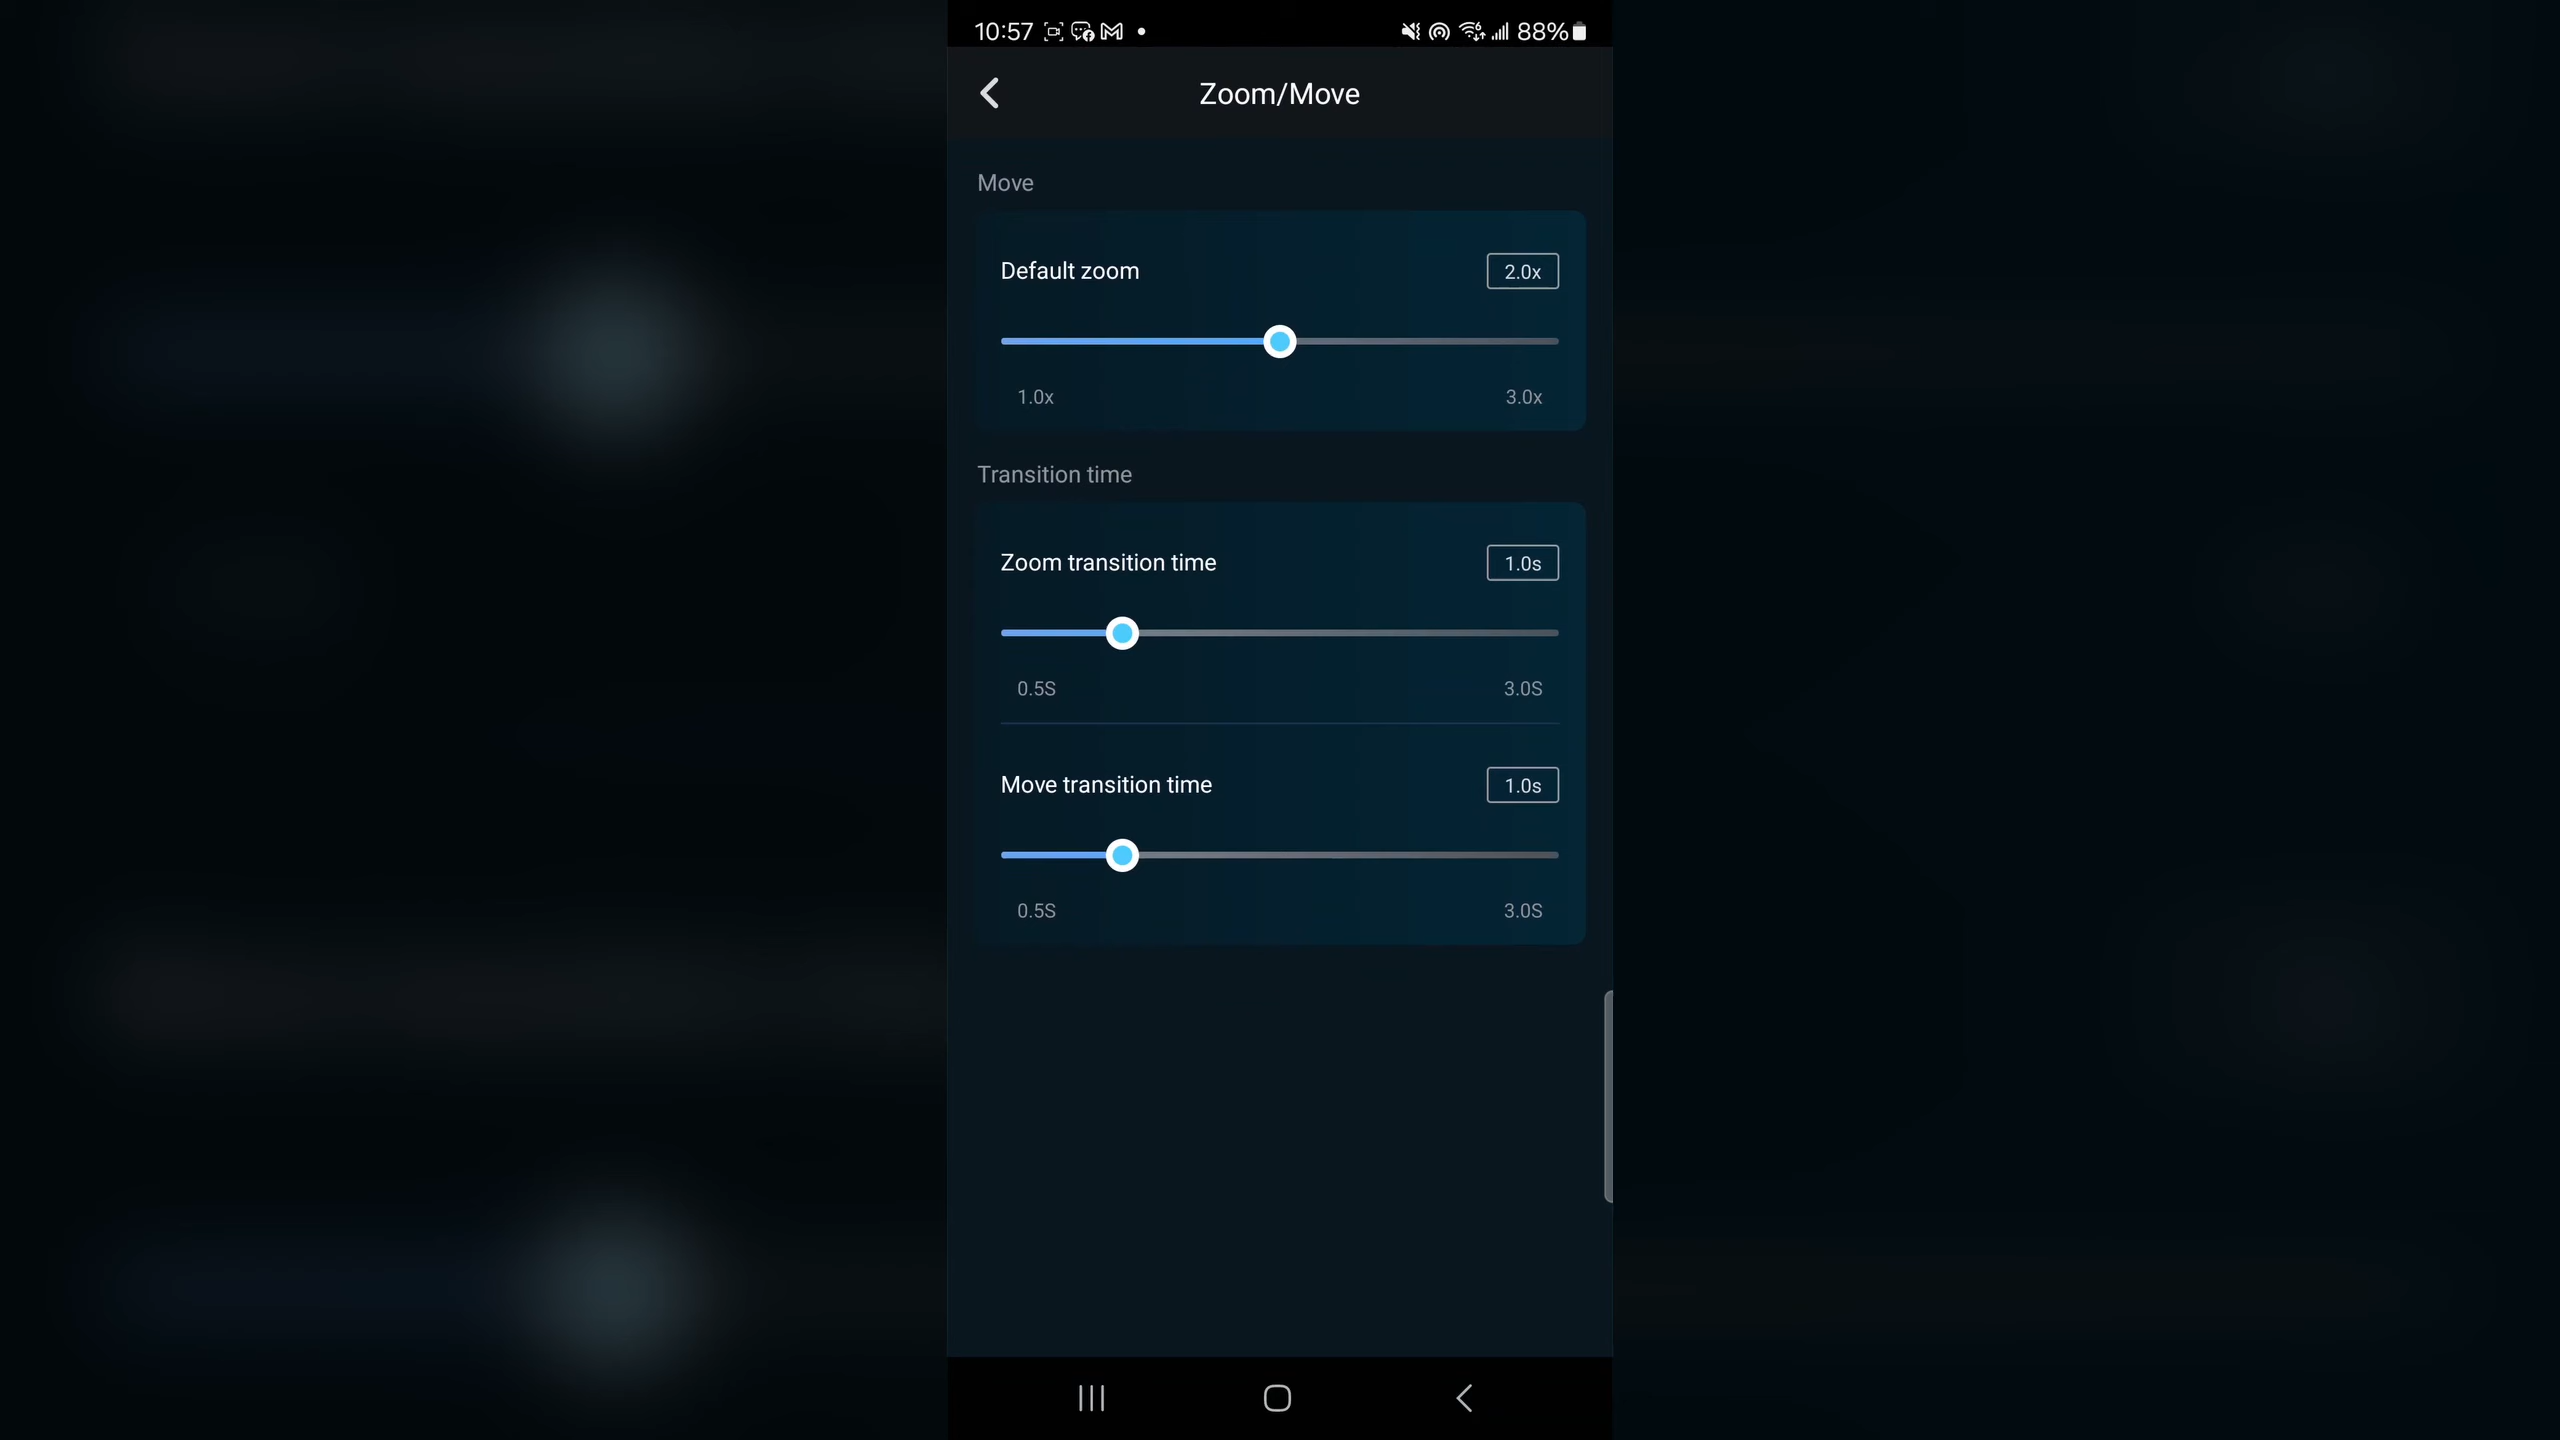 10:57 88%
Zoom/Move
Move
Default zoom 2.0x
1.0x 3.0x
Transition time
Zoom transition time 1.0s
0.5S 3.0S
Move transition time 1.0s
0.5S 3.0S